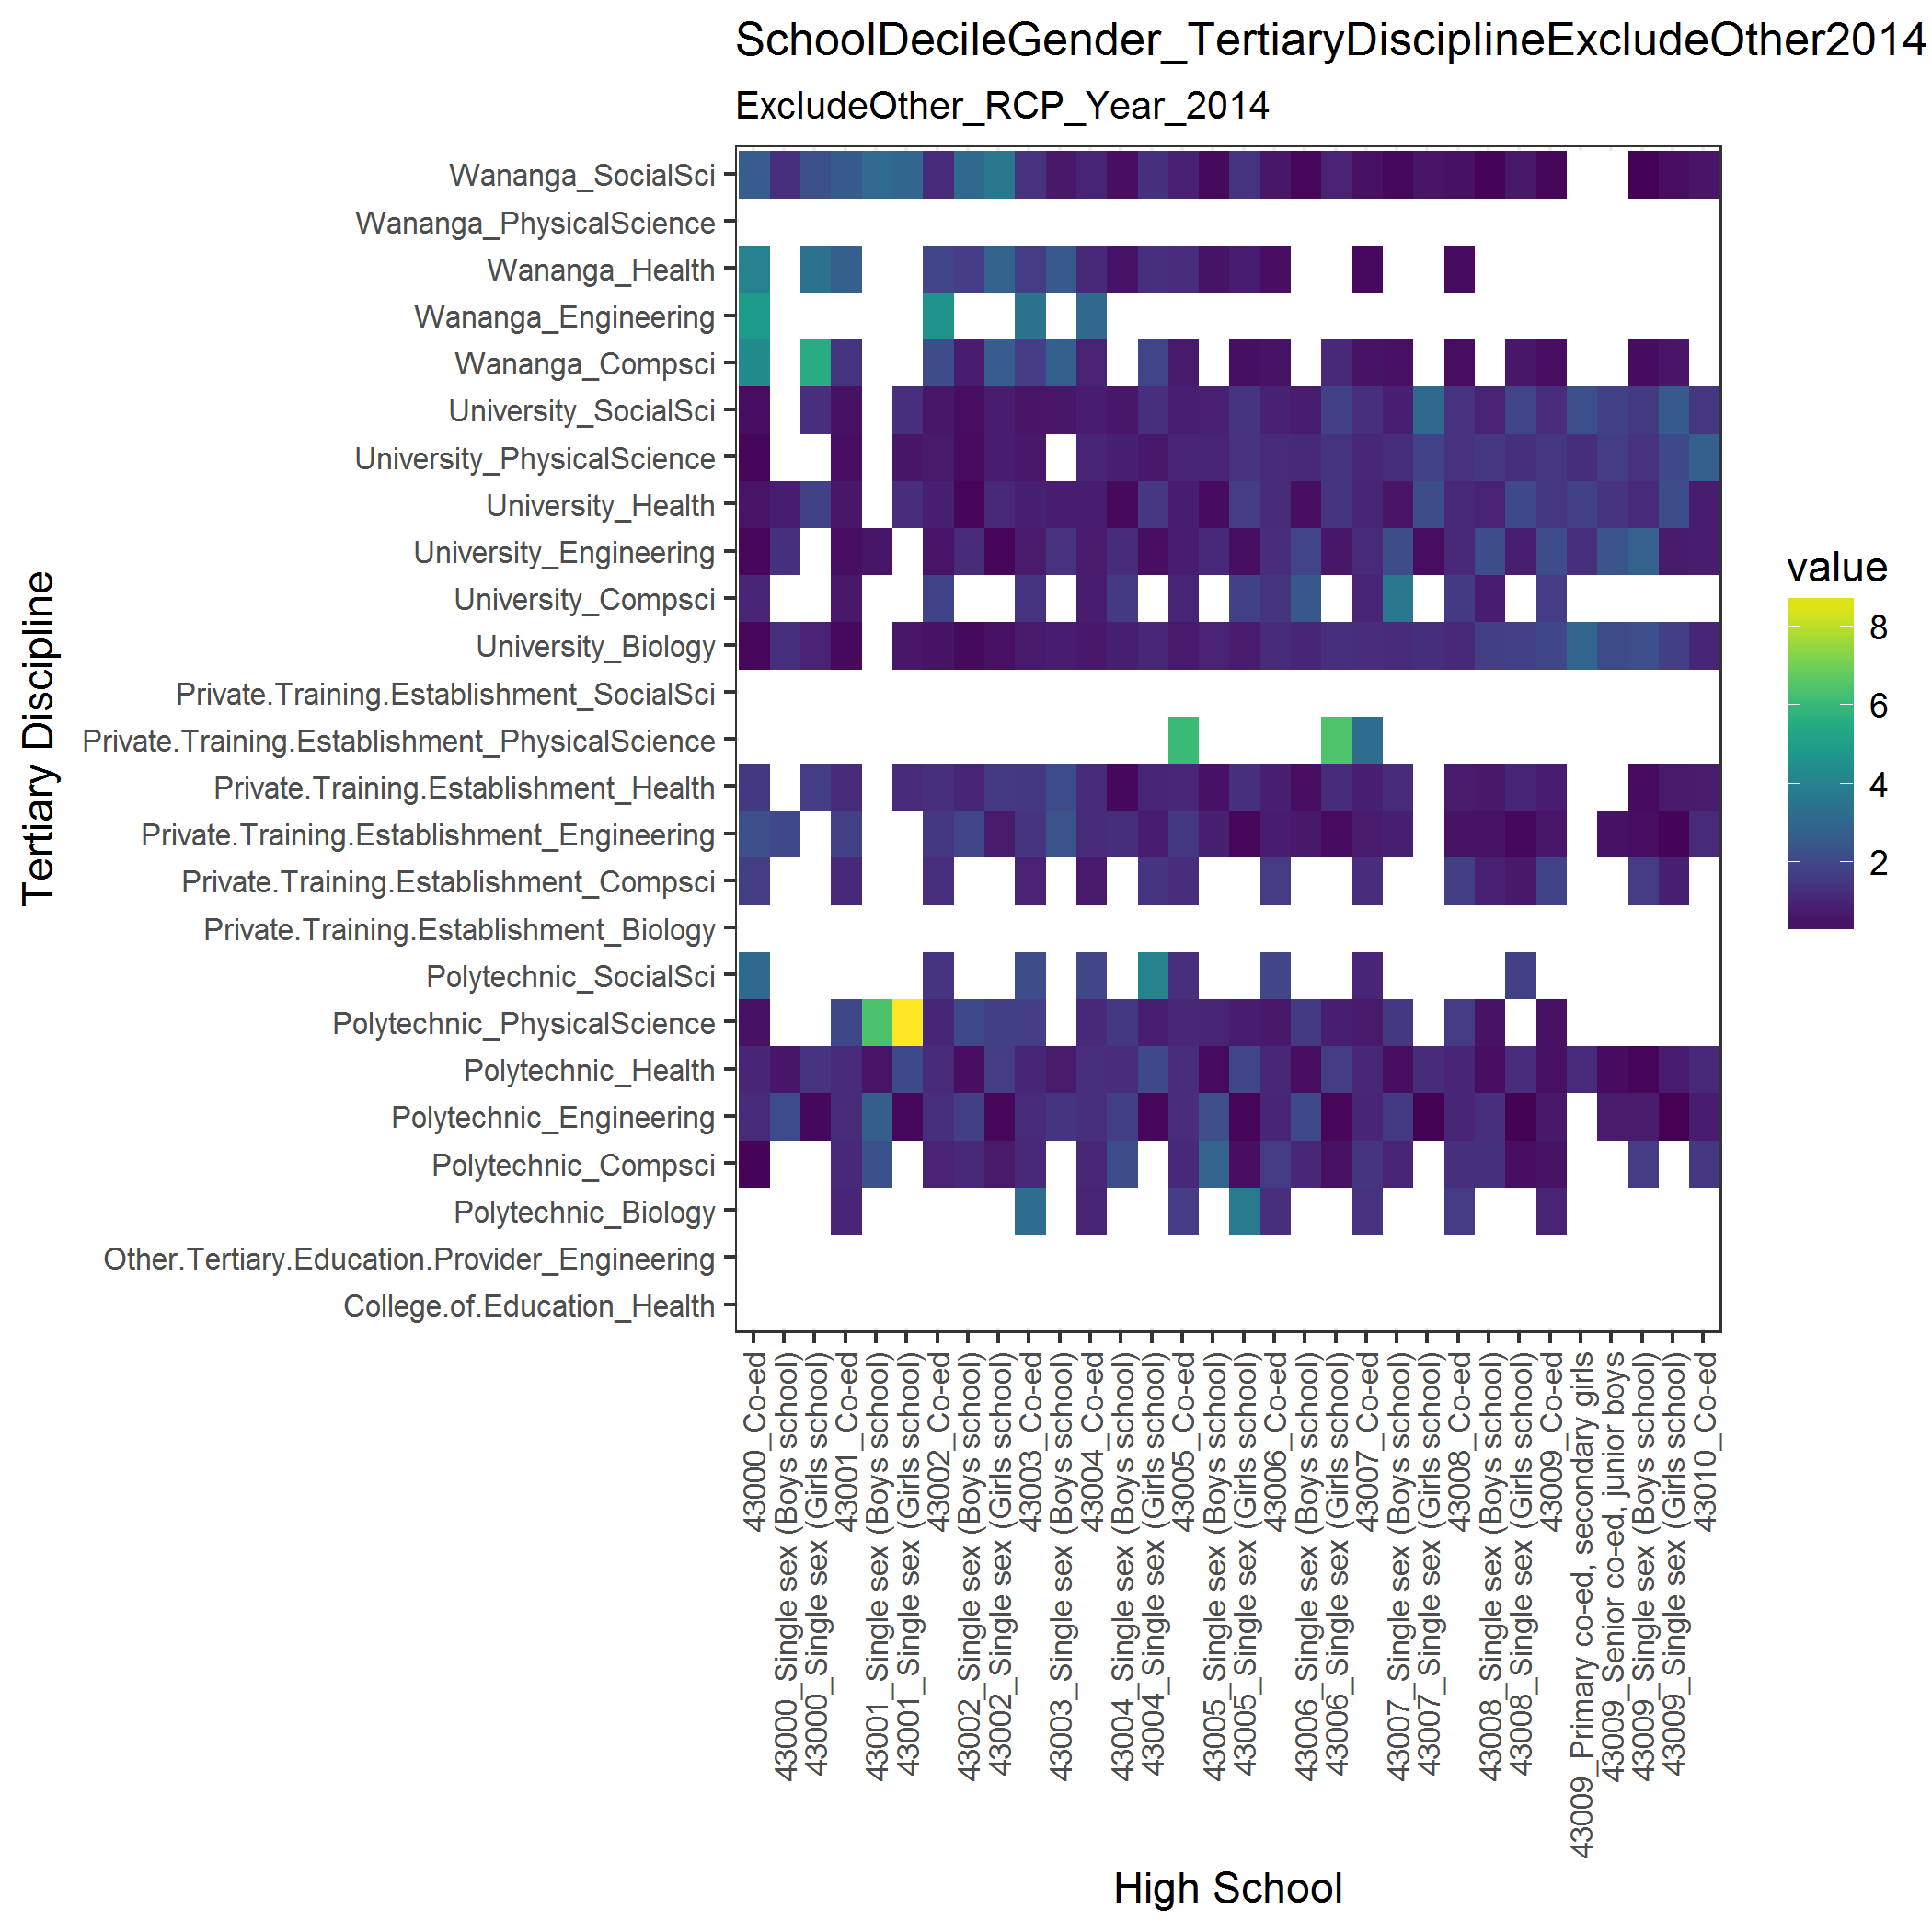 SchoolDecileGender_TertiaryDisciplineExcludeOther2014
ExcludeOther_RCP_Year_2014
Tertiary Discipline
Wananga_SocialSci
Wananga_PhysicalScience
Wananga_Health
Wananga_Engineering
Wananga_Compsci
University_SocialSci
University_PhysicalScience
University_Health
University_Engineering
University_Compsci
University_Biology
Private.Training.Establishment_SocialSci
Private.Training.Establishment_PhysicalScience
Private.Training.Establishment_Health
Private.Training.Establishment_Engineering
Private.Training.Establishment_Compsci
Private.Training.Establishment_Biology
Polytechnic_SocialSci
Polytechnic_PhysicalScience
Polytechnic_Health
Polytechnic_Engineering
Polytechnic_Compsci
Polytechnic_Biology
Other.Tertiary.Education.Provider_Engineering
College.of.Education_Health
43000_Co-ed
43000_Single sex (Boys school)
43000_Single sex (Girls school)
43001_Co-ed
43001_Single sex (Boys school)
43001_Single sex (Girls school)
43002_Co-ed
43002_Single sex (Boys school)
43002_Single sex (Girls school)
43003_Co-ed
43003_Single sex (Boys school)
43004_Co-ed
43004_Single sex (Boys school)
43004_Single sex (Girls school)
43005_Co-ed
43005_Single sex (Boys school)
43005_Single sex (Girls school)
43006_Co-ed
43006_Single sex (Boys school)
43006_Single sex (Girls school)
43007_Co-ed
43007_Single sex (Boys school)
43007_Single sex (Girls school)
43008_Co-ed
43008_Single sex (Boys school)
43008_Single sex (Girls school)
43009_Co-ed
43009_Primary co-ed, secondary girls
43009_Senior co-ed, junior boys
43009_Single sex (Boys school)
43009_Single sex (Girls school)
43010_Co-ed
High School
value
8
6
4
2